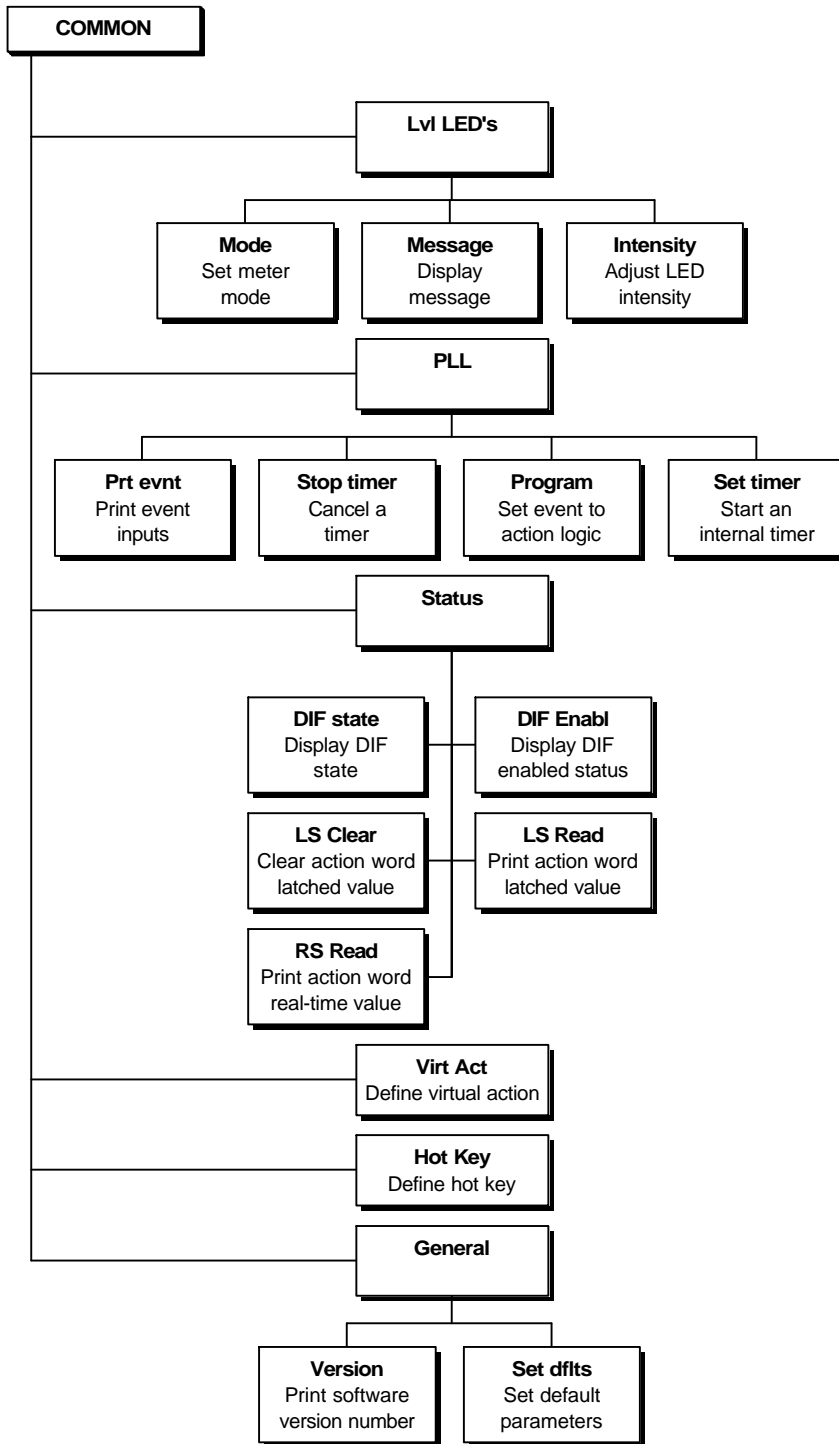 COMMON
Lvl LED's
Mode
Set meter
mode
Message
Display
message
Intensity
Adjust LED
intensity
PLL
Prt evnt
Print event
inputs
Stop timer
Cancel a
timer
Program
Set event to
action logic
Set timer
Start an
internal timer
Status
DIF state
Display DIF
state
DIF Enabl
Display DIF
enabled status
LS Clear
Clear action word
latched value
LS Read
Print action word
latched value
RS Read
Print action word
real-time value
Virt Act
Define virtual action
Hot Key
Define hot key
General
Version
Print software
version number
Set dflts
Set default
parameters